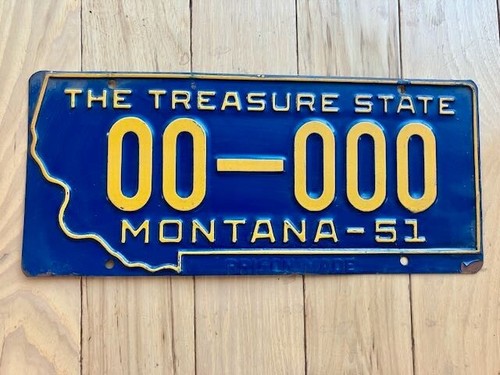 THE TREASURE STATE
00-000
MONTANA-51